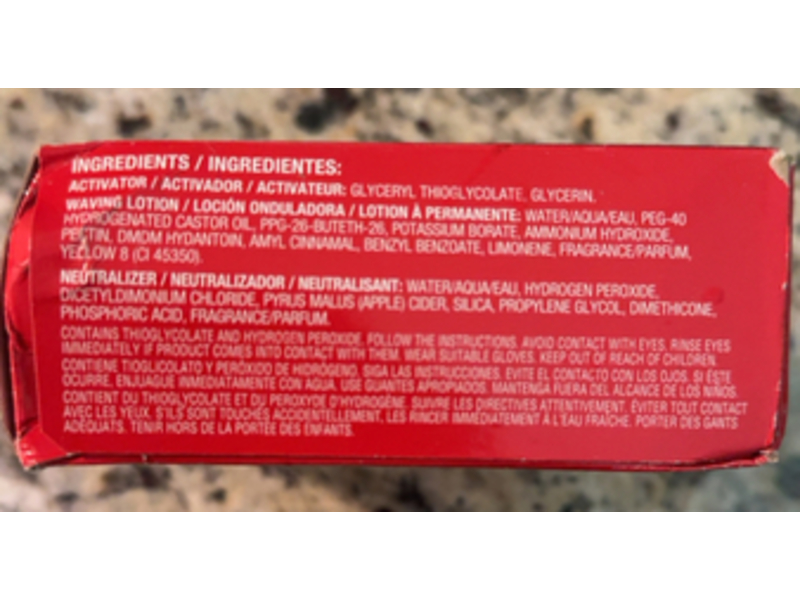 INGREDIENTS / INGREDIENTES:
ACTIVATOR / ACTIVADOR / ACTIVATEUR: GLYCERYL THIOGLYCOLATE, GLYCERIN.
WAVING LOTION / LOCIÓN ONDULADORA / LOTION À PERMANENTE: WATER/AQUA/EAU, PEG-40
HYDROGENATED CASTOR OIL, PPG-26-BUTETH-26, POTASSIUM BORATE, AMMONIUM HYDROXIDE,
PECTIN, DMDM HYDANTOIN, AMYL CINNAMAL, BENZYL BENZOATE, LIMONENE, FRAGRANCE/PARFUM,
YELLOW 8 (CI 45350).
NEUTRALIZER / NEUTRALIZADOR / NEUTRALISANT: WATER/AQUA/EAU, HYDROGEN PEROXIDE,
DICETYLDIMONIUM CHLORIDE, PYRUS MALUS (APPLE) CIDER, SILICA, PROPYLENE GLYCOL, DIMETHICONE,
PHOSPHORIC ACID, FRAGRANCE/PARFUM.
CONTAINS THIOGLYCOLATE AND HYDROGEN PEROXIDE. FOLLOW THE INSTRUCTIONS. AVOID CONTACT WITH EYES. RINSE EYES
IMMEDIATELY IF PRODUCT COMES INTO CONTACT WITH THEM. WEAR SUITABLE GLOVES. KEEP OUT OF REACH OF CHILDREN.
CONTIENE TIOGLICOLATO Y PERÓXIDO DE HIDRÓGENO. SIGA LAS INSTRUCCIONES. EVITE EL CONTACTO CON LOS OJOS. SI ÉSTE
OCURRE, ENJUAGUE INMEDIATAMENTE CON AGUA. USE GUANTES APROPIADOS. MANTENGA FUERA DEL ALCANCE DE LOS NIÑOS.
CONTIENT DU THIOGLYCOLATE ET DU PEROXYDE D'HYDROGÈNE. SUIVRE LES DIRECTIVES ATTENTIVEMENT. ÉVITER TOUT CONTACT
AVEC LES YEUX. S'ILS SONT TOUCHÉS ACCIDENTELLEMENT, LES RINCER IMMÉDIATEMENT À L'EAU FRAÎCHE. PORTER DES GANTS
ADÉQUATS. TENIR HORS DE LA PORTÉE DES ENFANTS.